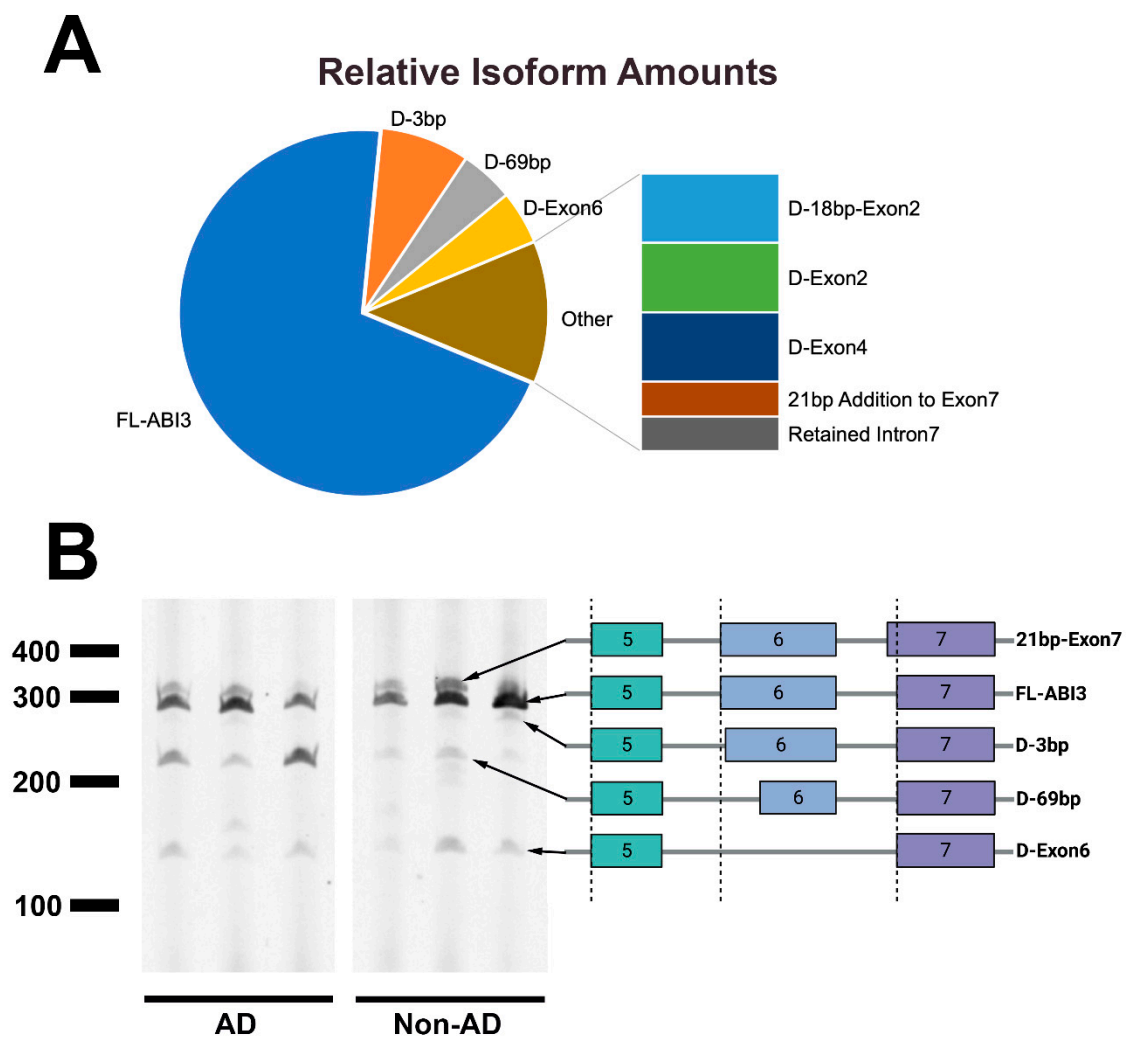 A
Relative Isoform Amounts
D-3bp
D-69bp
D-Exon6
Other
FL-ABI3
D-18bp-Exon2
D-Exon2
D-Exon4
21bp Addition to Exon7
Retained Intron7
B
400
300
200
100
5 6 7 21bp-Exon7
5 6 7 FL-ABI3
5 6 7 D-3bp
5 6 7 D-69bp
5 7 D-Exon6
AD Non-AD